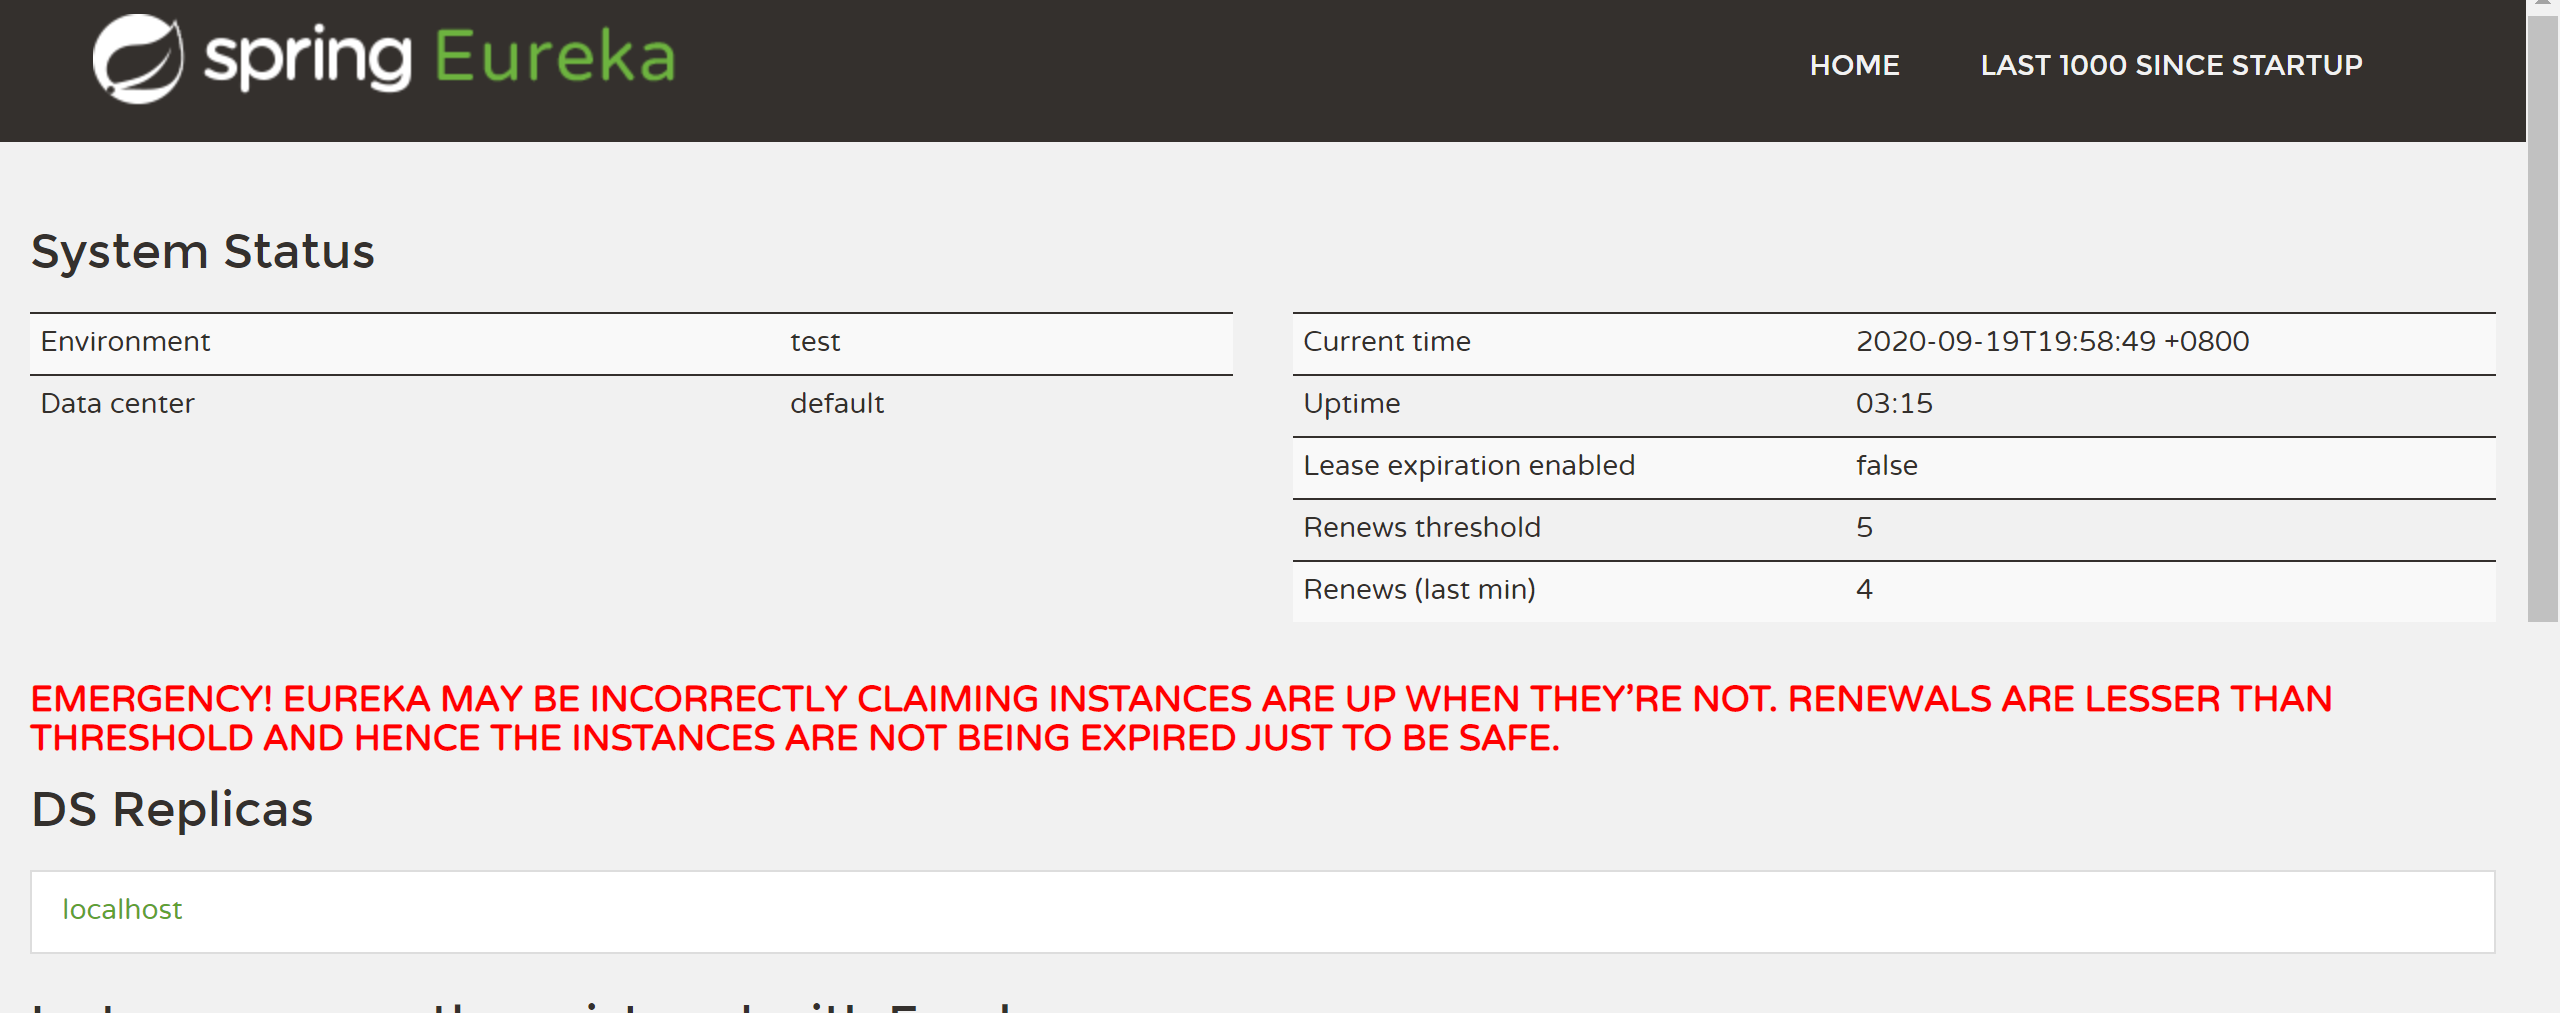 spring Eureka
HOME LAST 1000 SINCE STARTUP
System Status
Environment test
Data center default
Current time 2020-09-19T19:58:49 +0800
Uptime 03:15
Lease expiration enabled false
Renews threshold 5
Renews (last min) 4
EMERGENCY! EUREKA MAY BE INCORRECTLY CLAIMING INSTANCES ARE UP WHEN THEY’RE NOT. RENEWALS ARE LESSER THAN
THRESHOLD AND HENCE THE INSTANCES ARE NOT BEING EXPIRED JUST TO BE SAFE.
DS Replicas
localhost